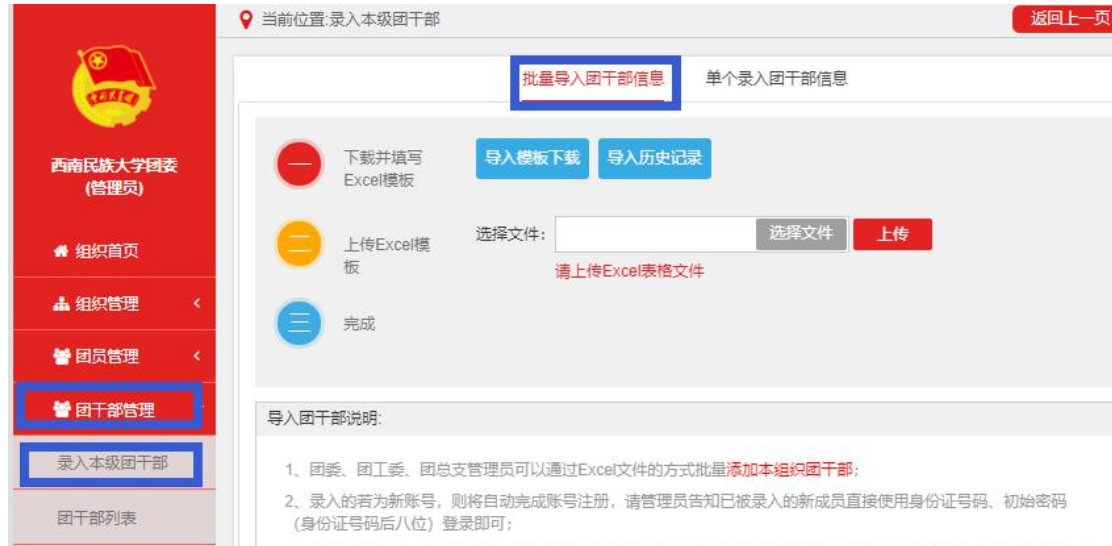 当前位置:录入本级团干部
返回上一页
西南民族大学团委
(管理员)
组织首页
组织管理
团员管理
团干部管理
录入本级团干部
团干部列表
批量导入团干部信息
单个录入团干部信息
一
下载并填写
Excel模板
导入模板下载
导入历史记录
二
上传Excel模
板
选择文件:
选择文件
上传
请上传Excel表格文件
三
完成
导入团干部说明:
1、团委、团工委、团总支管理员可以通过Excel文件的方式批量添加本组织团干部;
2、录入的若为新账号，则将自动完成账号注册，请管理员告知已被录入的新成员直接使用身份证号码、初始密码
(身份证号码后八位) 登录即可;